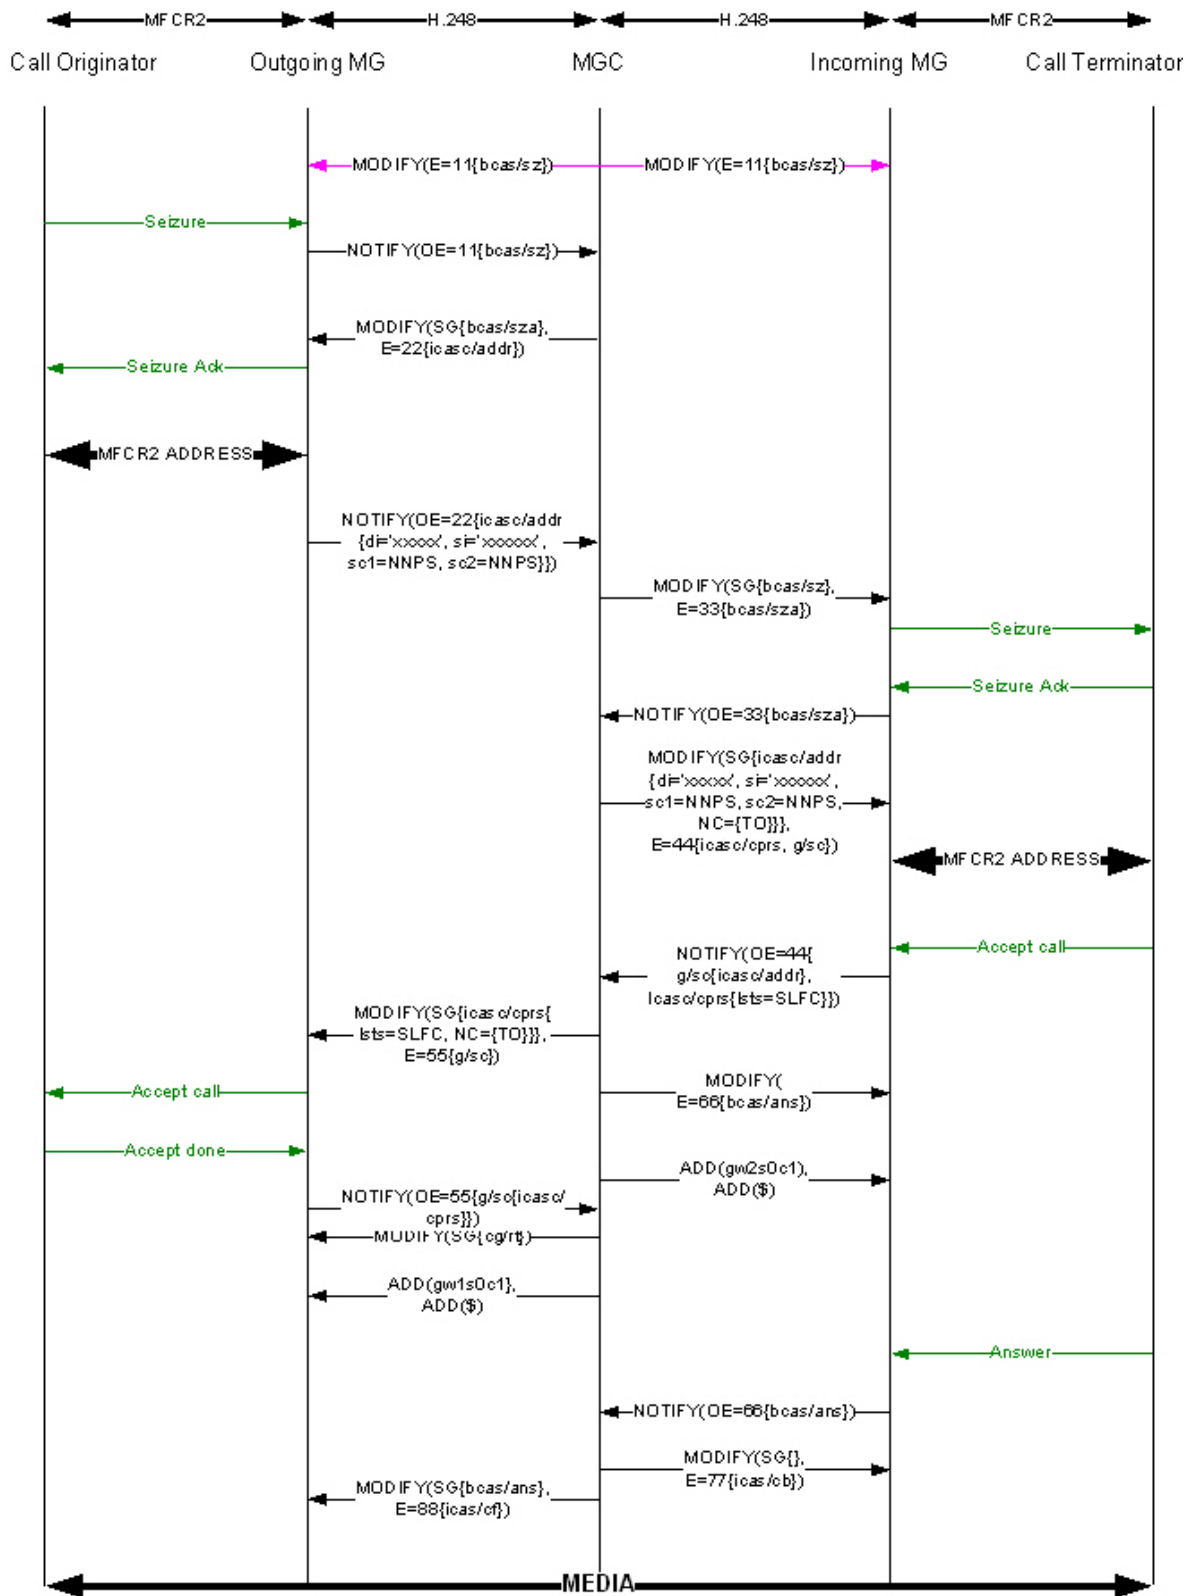 MFCR2 H.248 H.248 MFCR2
Call Originator Outgoing MG MGC Incoming MG Call Terminator
MODIFY(E=11{bcas/sz}) MODIFY(E=11{bcas/sz})
Seizure
NOTIFY(OE=11{bcas/sz})
MODIFY(SG{bcas/sza},
E=22{icasc/addr})
Seizure Ack
MFCR2 ADDRESS
NOTIFY(OE=22{icasc/addr
{di='xxxxx', si='xxxxxx',
sc1=NNPS, sc2=NNPS}})
MODIFY(SG{bcas/sz},
E=33{bcas/sza})
Seizure
Seizure Ack
NOTIFY(OE=33{bcas/sza})
MODIFY(SG{icasc/addr
{di='xxxxx', si='xxxxxx',
sc1=NNPS, sc2=NNPS,
NC={TO}}},
E=44{icasc/cprs, g/sc})
MFCR2 ADDRESS
Accept call
NOTIFY(OE=44{
g/sc{icasc/addr},
Icasc/cprs{lsts=SLFC}})
MODIFY(SG{icasc/cprs{
lsts=SLFC, NC={TO}}},
E=55{g/sc})
Accept call
MODIFY(
E=66{bcas/ans})
Accept done
ADD(gw2s0c1),
ADD($)
NOTIFY(OE=55{g/sc{icasc/
cprs}})
MODIFY(SG{cg/rt})
ADD(gw1s0c1},
ADD($)
Answer
NOTIFY(OE=66{bcas/ans})
MODIFY(SG{},
E=77{icas/cb})
MODIFY(SG{bcas/ans},
E=88{icas/cf})
MEDIA